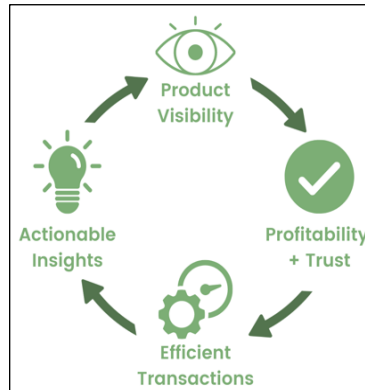 Product
Visibility
Profitability
+ Trust
Efficient
Transactions
Actionable
Insights